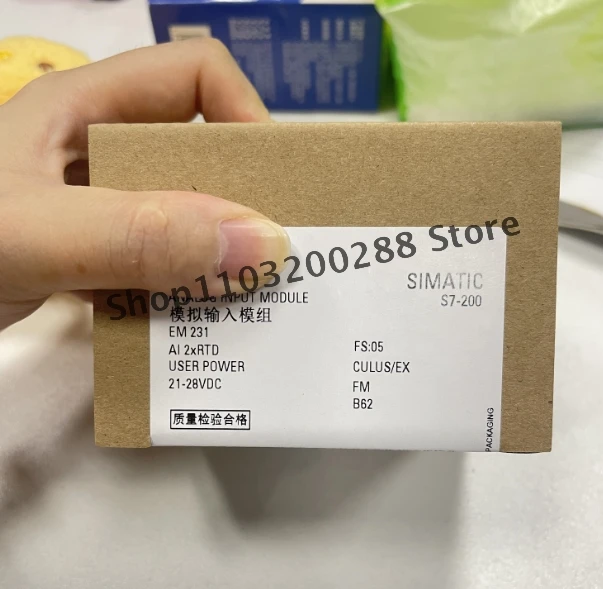 Shop1103200288 Store
SIMATIC
S7-200
ANALOG INPUT MODULE
模拟输入模组
EM 231
AI 2xRTD
USER POWER
21-28VDC
FS:05
CULUS/EX
FM
B62
质量检验合格
PACKAGING